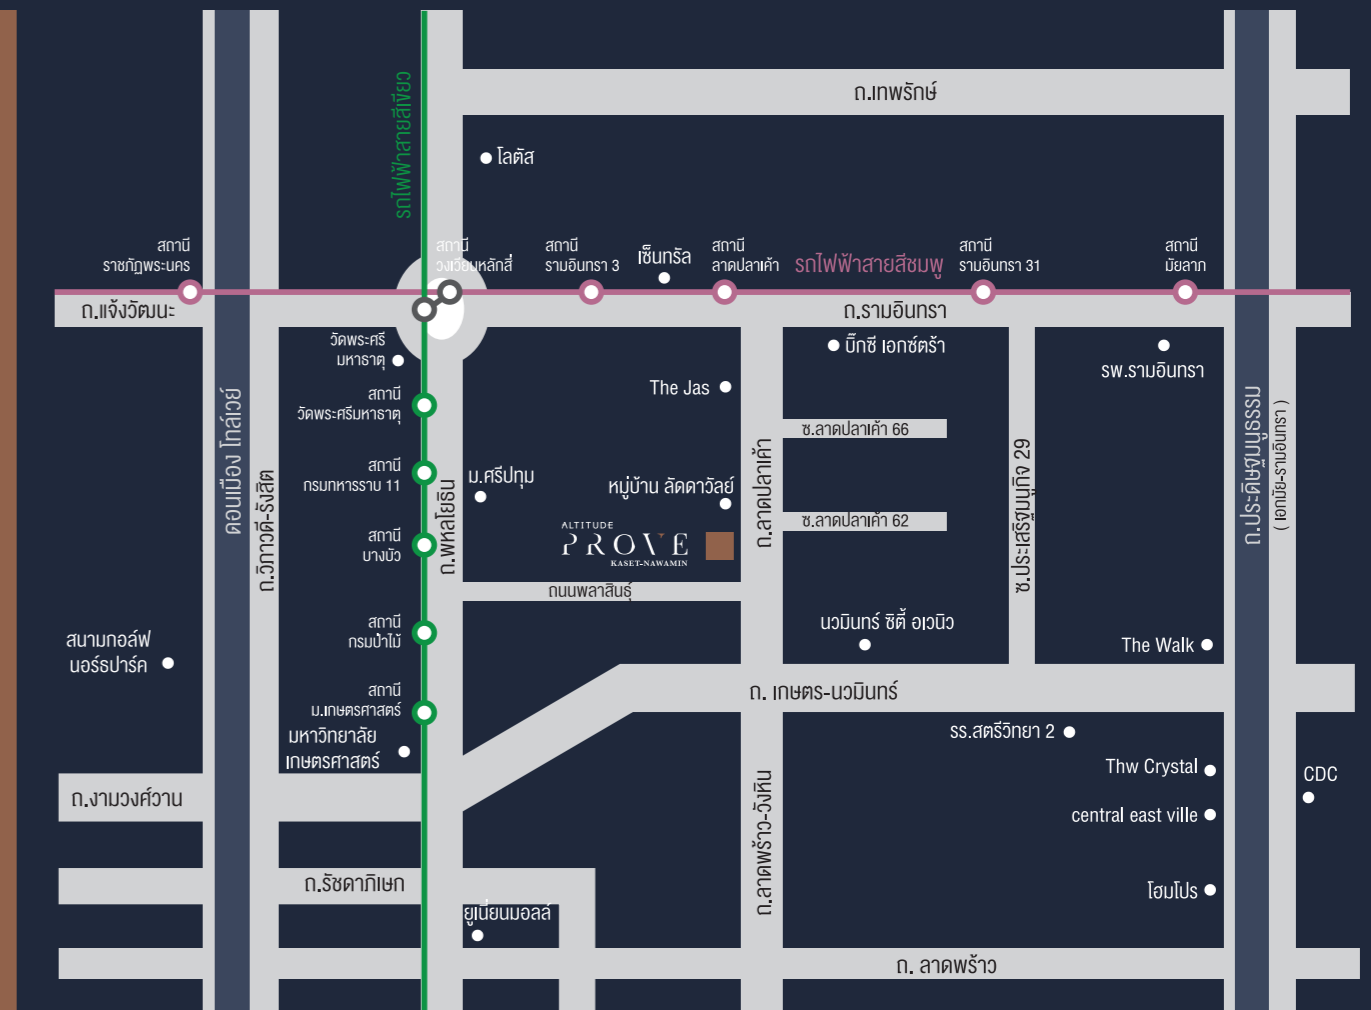 ถ.เทพรักษ์
รถไฟฟ้าสายสีเขียว
โลตัส
สถานี
ราชภัฏพระนคร
สถานี
วงเวียนหลักสี่
สถานี
รามอินทรา 3
เซ็นทรัล
สถานี
ลาดปลาเค้า
รถไฟฟ้าสายสีชมพู
สถานี
รามอินทรา 31
สถานี
มัยลาภ
ถ.แจ้งวัฒนะ
ถ.รามอินทรา
วัดพระศรี
มหาธาตุ
บิ๊กซี เอกซ์ตร้า
รพ.รามอินทรา
The Jas
สถานี
วัดพระศรีมหาธาตุ
ซ.ลาดปลาเค้า 66
ดอนเมือง โทล์เวย์
ถ.วิภาวดี-รังสิต
สถานี
กรมทหารราบ 11
ถ.พหลโยธิน
ม.ศรีปทุม
หมู่บ้าน ลัดดาวัลย์
ถ.ลาดปลาเค้า
ซ.ลาดปลาเค้า 62
ซ.ประเสริฐมนูกิจ 29
ถ.ประดิษฐ์มนูธรรม
( เอกมัย-รามอินทรา )
สถานี
บางบัว
ALTITUDE
PROVE
KASET-NAWAMIN
ถนนพลาสินธุ์
สถานี
กรมป่าไม้
นวมินทร์ ซิตี้ อเวนิว
สนามกอล์ฟ
นอร์ธปาร์ค
The Walk
สถานี
ม.เกษตรศาสตร์
ถ. เกษตร-นวมินทร์
มหาวิทยาลัย
เกษตรศาสตร์
รร.สตรีวิทยา 2
Thw Crystal
CDC
ถ.งามวงศ์วาน
ถ.ลาดพร้าว-วังหิน
central east ville
ถ.รัชดาภิเษก
โฮมโปร
ยูเนี่ยนมอลล์
ถ. ลาดพร้าว